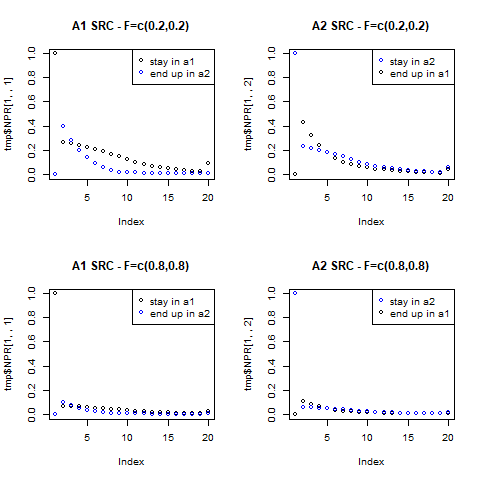 A1 SRC - F=c(0.2,0.2)
tmp$NPR[1, , 1]
0.0 0.2 0.4 0.6 0.8 1.0
stay in a1
end up in a2
5 10 15 20
Index
A2 SRC - F=c(0.2,0.2)
tmp$NPR[1, , 2]
0.0 0.2 0.4 0.6 0.8 1.0
stay in a2
end up in a1
5 10 15 20
Index
A1 SRC - F=c(0.8,0.8)
tmp$NPR[1, , 1]
0.0 0.2 0.4 0.6 0.8 1.0
stay in a1
end up in a2
5 10 15 20
Index
A2 SRC - F=c(0.8,0.8)
tmp$NPR[1, , 2]
0.0 0.2 0.4 0.6 0.8 1.0
stay in a2
end up in a1
5 10 15 20
Index